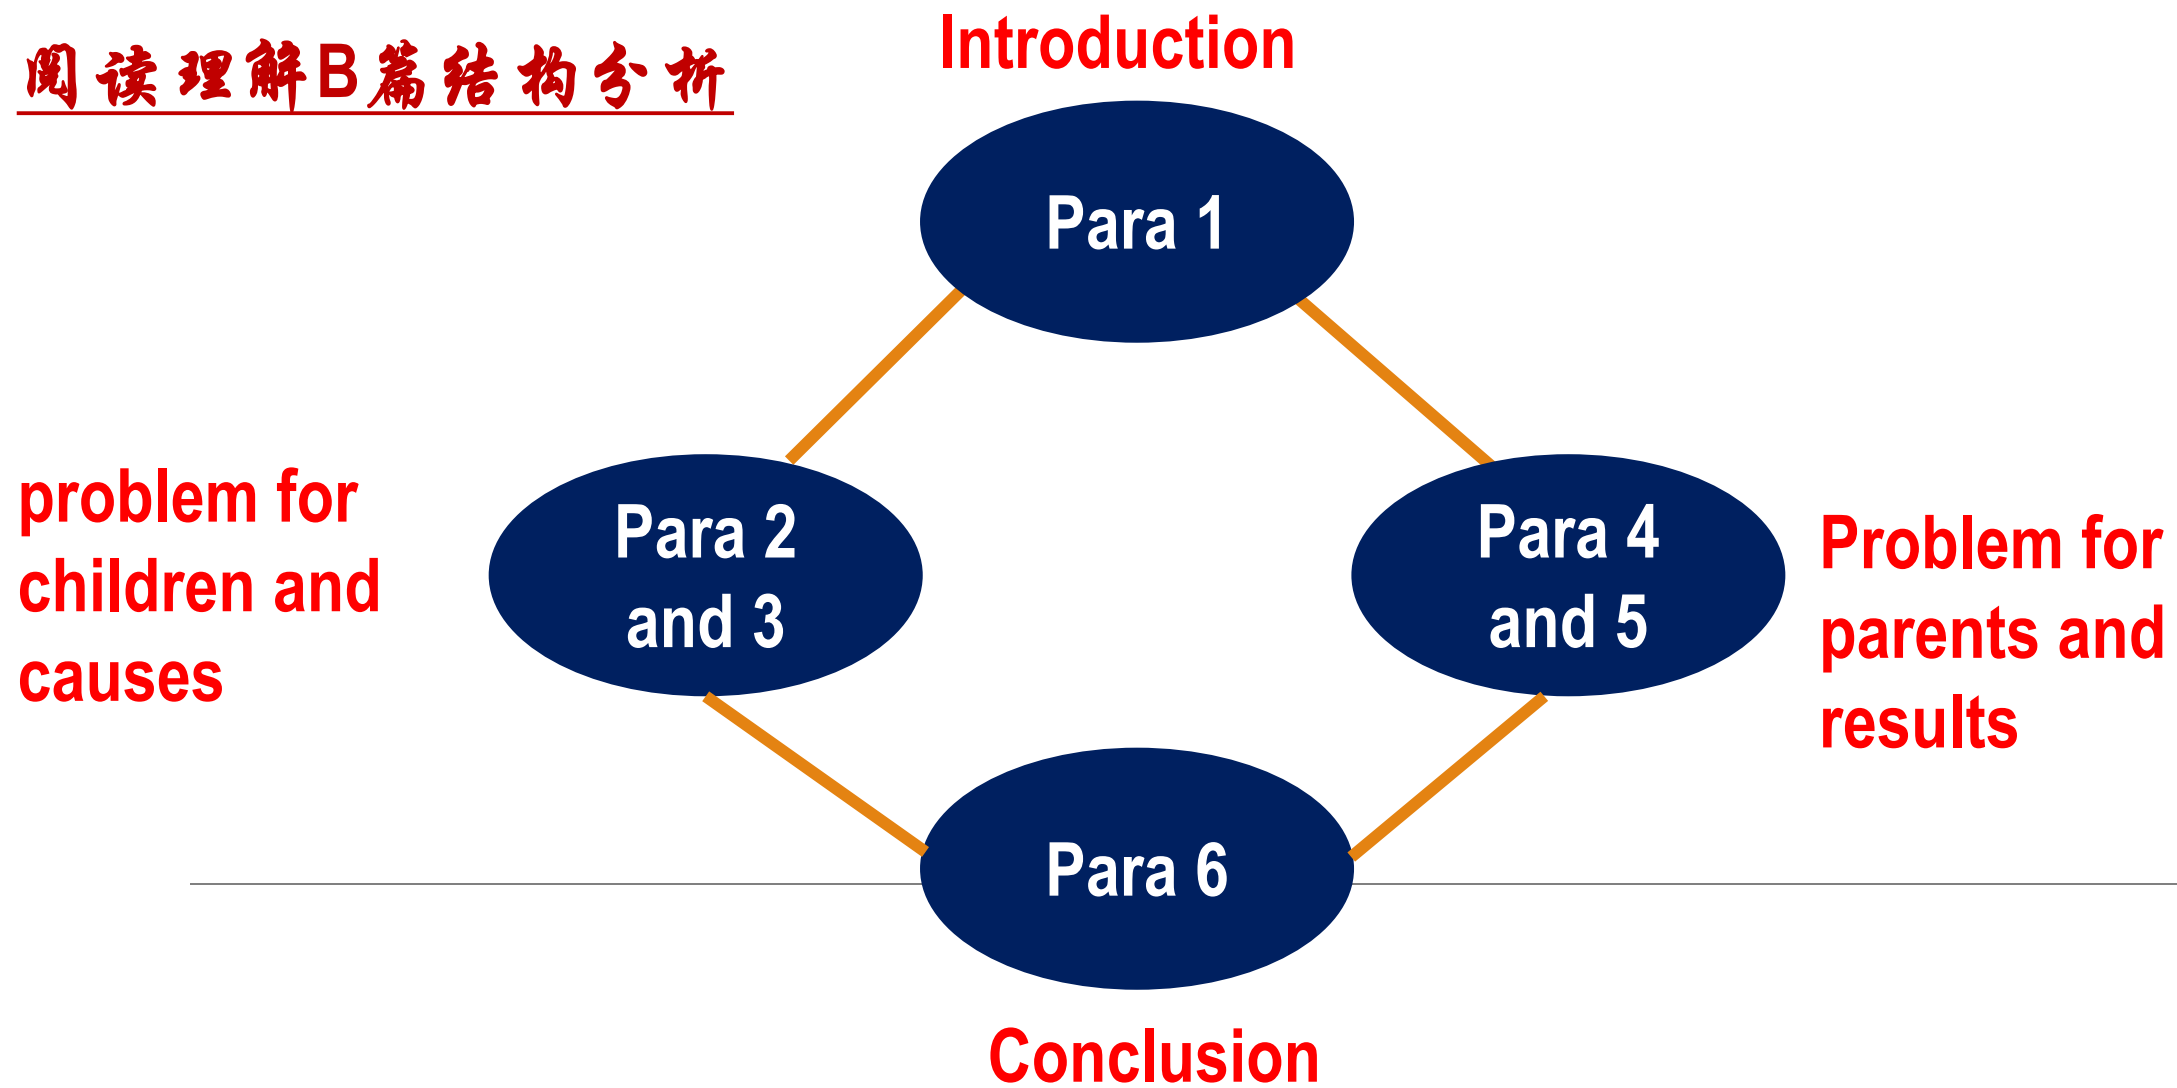 阅读理解B篇结构分析
Introduction
Para 1
problem for
children and
causes
Para 2
and 3
Para 4
and 5
Problem for
parents and
results
Para 6
Conclusion